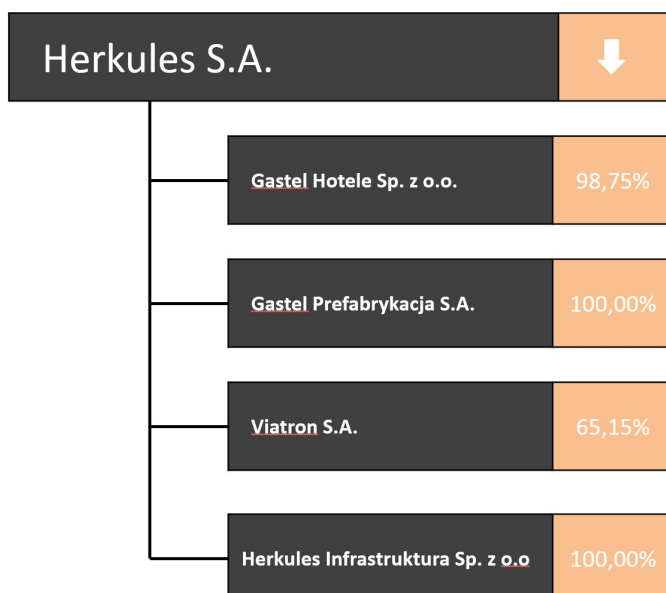 Herkules S.A.
Gastel Hotele Sp. z o.o. 98,75%
Gastel Prefabrykacja S.A. 100,00%
Viatron S.A. 65,15%
Herkules Infrastruktura Sp. z o.o 100,00%